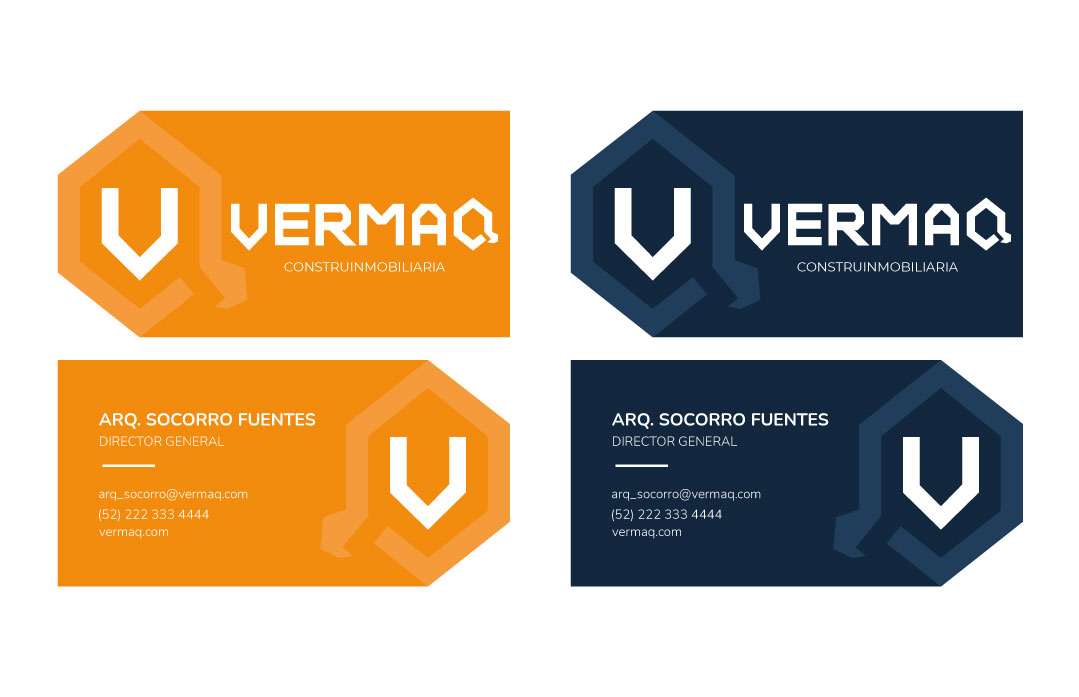 V VERMAQ
CONSTRUINMOBILIARIA
V VERMAQ
CONSTRUINMOBILIARIA
ARQ. SOCORRO FUENTES
DIRECTOR GENERAL
arq_socorro@vermaq.com
(52) 222 333 4444
vermaq.com
V
ARQ. SOCORRO FUENTES
DIRECTOR GENERAL
arq_socorro@vermaq.com
(52) 222 333 4444
vermaq.com
V